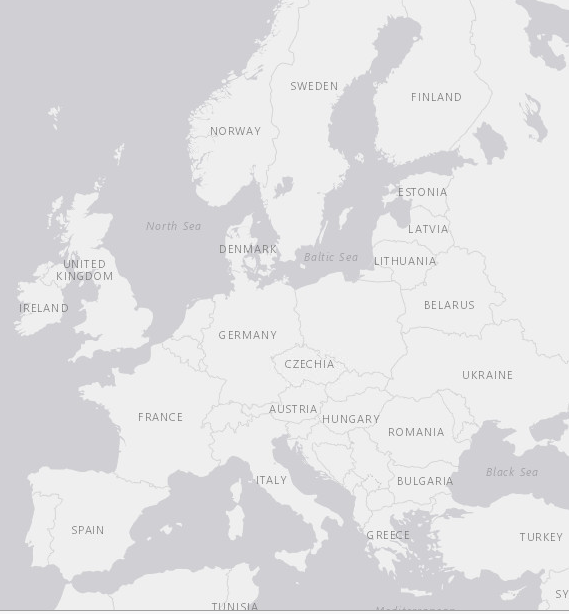 SWEDEN
FINLAND
NORWAY
ESTONIA
North Sea
LATVIA
DENMARK
Baltic Sea
LITHUANIA
UNITED
KINGDOM
IRELAND
BELARUS
GERMANY
CZECHIA
UKRAINE
AUSTRIA
FRANCE
HUNGARY
ROMANIA
Black Sea
ITALY
BULGARIA
SPAIN
GREECE
TURKEY
SY
TUNISIA